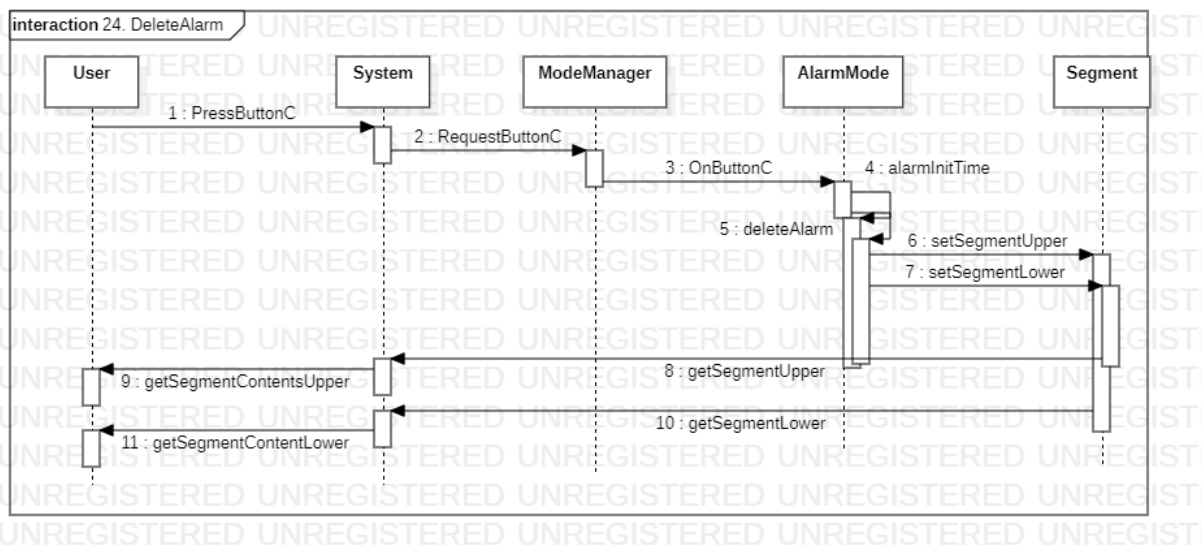 interaction 24. DeleteAlarm
User
System
ModeManager
AlarmMode
Segment
1 : PressButtonC
2 : RequestButtonC
3 : OnButtonC
4 : alarmInitTime
5 : deleteAlarm
6 : setSegmentUpper
7 : setSegmentLower
8 : getSegmentUpper
9 : getSegmentContentsUpper
10 : getSegmentLower
11 : getSegmentContentLower
UNREGISTERED